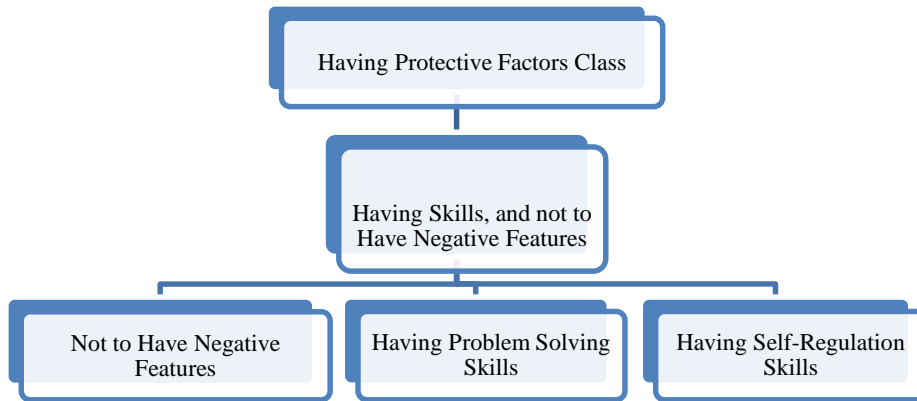 Having Protective Factors Class
Having Skills, and not to
Have Negative Features
Not to Have Negative
Features
Having Problem Solving
Skills
Having Self-Regulation
Skills